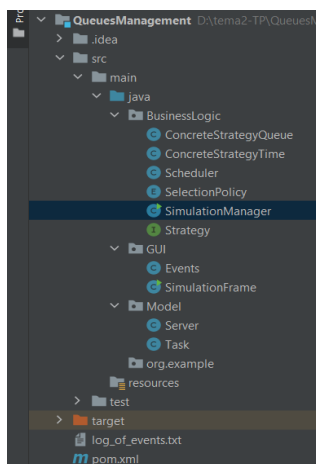 Pro
QueuesManagement D:\tema2-TP\QueuesM
.idea
src
main
java
BusinessLogic
C ConcreteStrategyQueue
C ConcreteStrategyTime
C Scheduler
E SelectionPolicy
C SimulationManager
I Strategy
GUI
C Events
C SimulationFrame
Model
C Server
C Task
org.example
resources
test
target
log_of_events.txt
m pom.xml